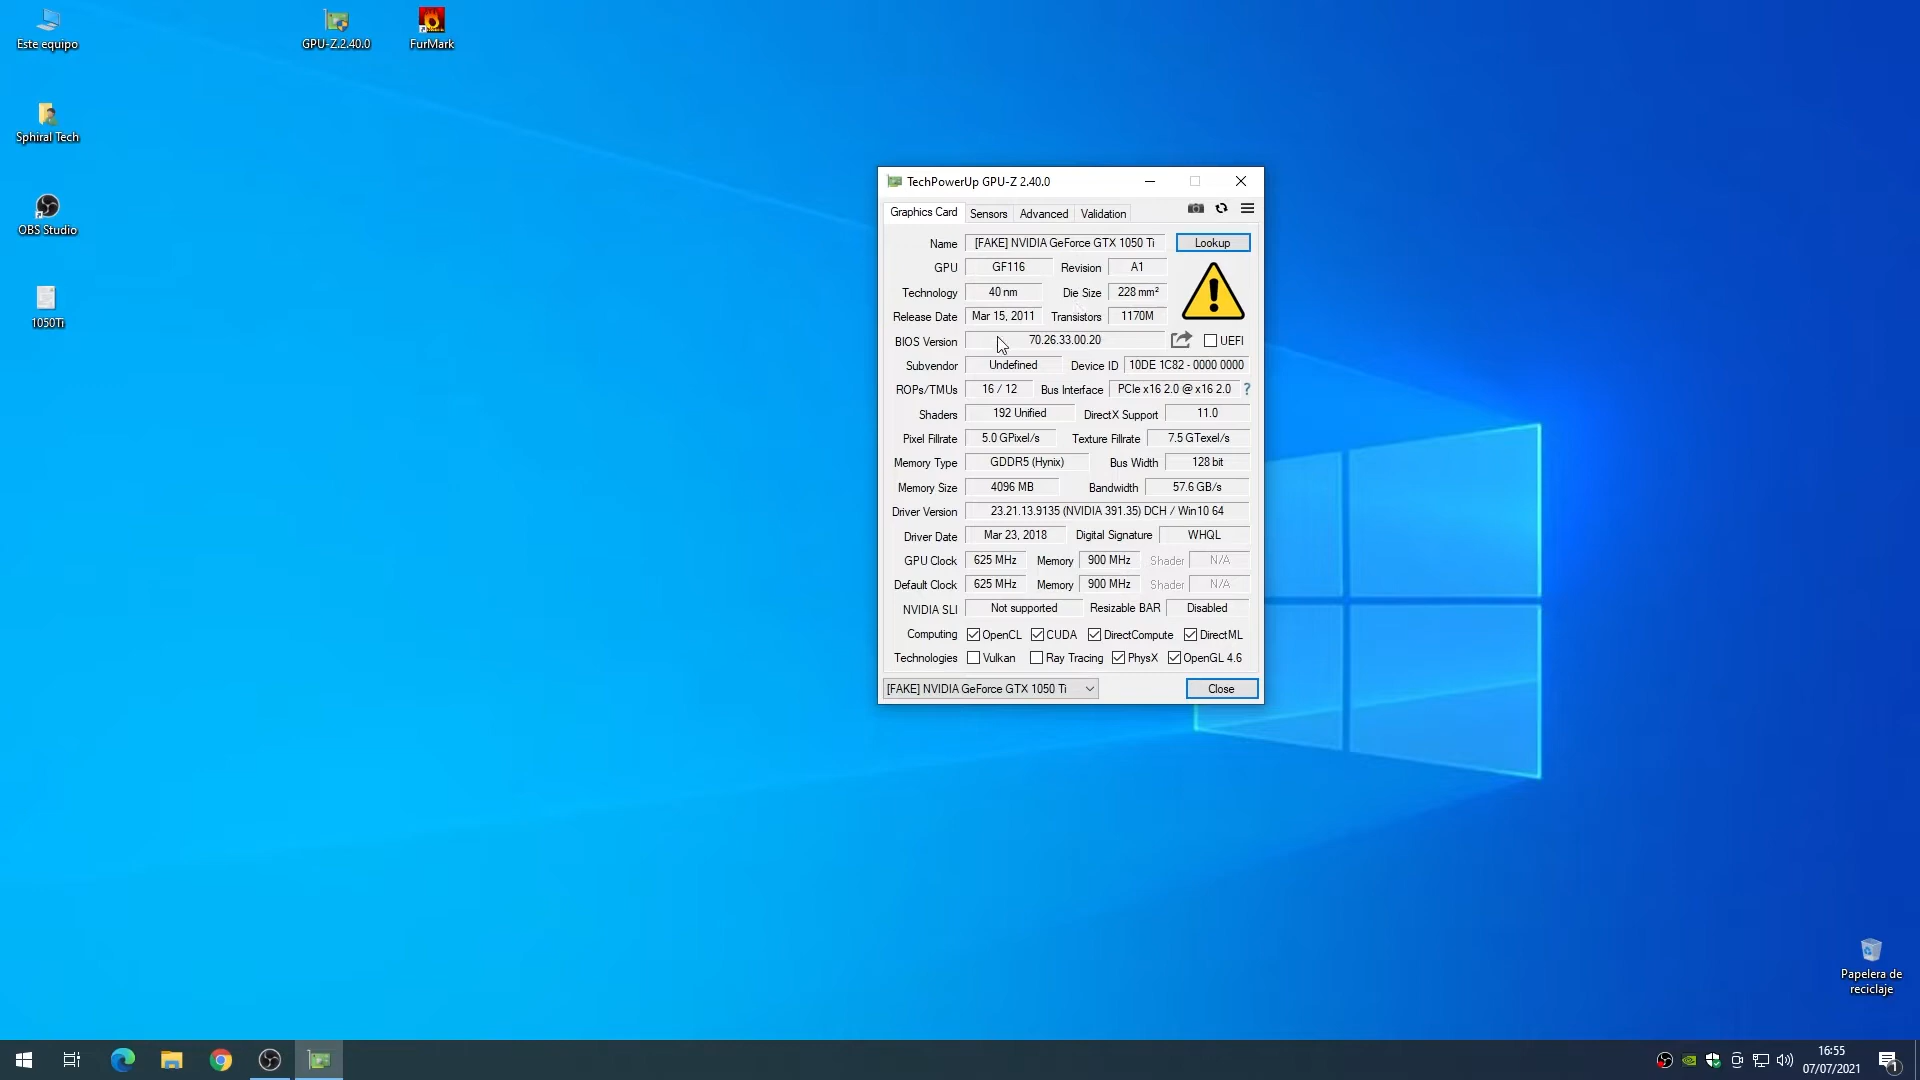 Este equipo
GPU-Z.2.40.0
FurMark
Sphiral Tech
OBS Studio
1050Ti
TechPowerUp GPU-Z 2.40.0
Graphics Card Sensors Advanced Validation
Name [FAKE] NVIDIA GeForce GTX 1050 Ti Lookup
GPU GF116 Revision A1
Technology 40 nm Die Size 228 mm²
Release Date Mar 15, 2011 Transistors 1170M
BIOS Version 70.26.33.00.20 UEFI
Subvendor Undefined Device ID 10DE 1C82 - 0000 0000
ROPs/TMUs 16 / 12 Bus Interface PCIe x16 2.0 @ x16 2.0 ?
Shaders 192 Unified DirectX Support 11.0
Pixel Fillrate 5.0 GPixel/s Texture Fillrate 7.5 GTexel/s
Memory Type GDDR5 (Hynix) Bus Width 128 bit
Memory Size 4096 MB Bandwidth 57.6 GB/s
Driver Version 23.21.13.9135 (NVIDIA 391.35) DCH / Win10 64
Driver Date Mar 23, 2018 Digital Signature WHQL
GPU Clock 625 MHz Memory 900 MHz Shader N/A
Default Clock 625 MHz Memory 900 MHz Shader N/A
NVIDIA SLI Not supported Resizable BAR Disabled
Computing OpenCL CUDA DirectCompute DirectML
Technologies Vulkan Ray Tracing PhysX OpenGL 4.6
[FAKE] NVIDIA GeForce GTX 1050 Ti Close
Papelera de
reciclaje
16:55
07/07/2021
1